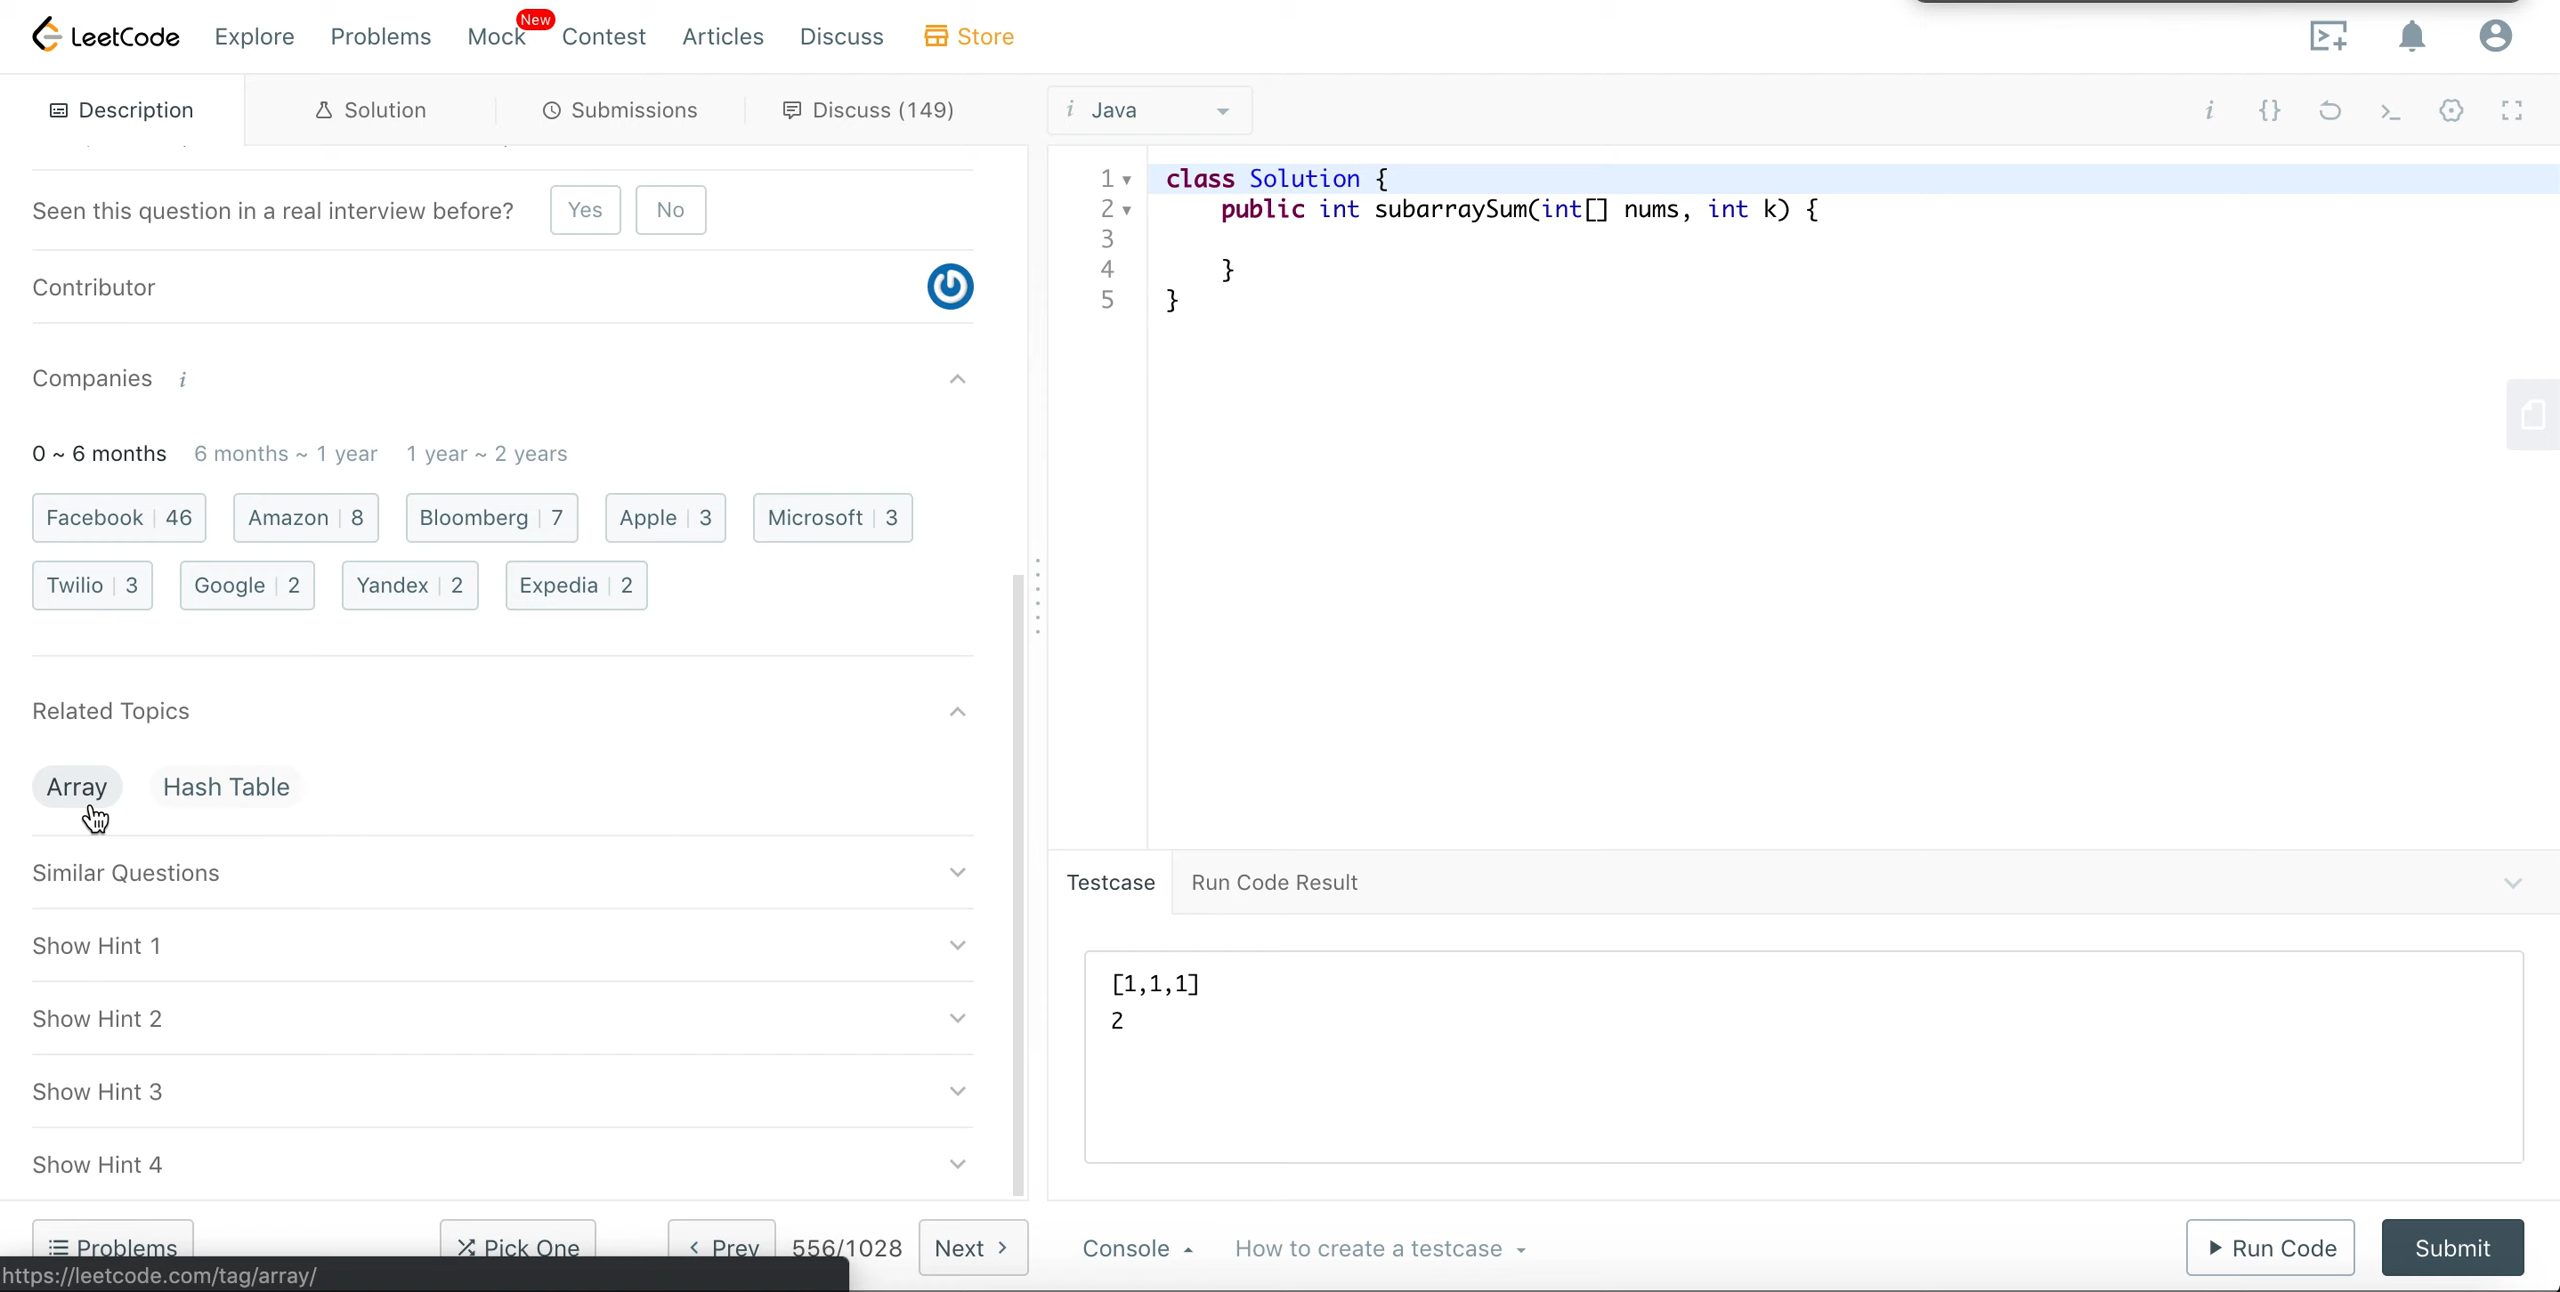 LeetCode Explore Problems Mock New Contest Articles Discuss Store
Description Solution Submissions Discuss (149) i Java i {}
Seen this question in a real interview before? Yes No
Contributor
Companies i
0 ~ 6 months 6 months ~ 1 year 1 year ~ 2 years
Facebook 46 Amazon 8 Bloomberg 7 Apple 3 Microsoft 3
Twilio 3 Google 2 Yandex 2 Expedia 2
Related Topics
Array Hash Table
Similar Questions
Show Hint 1
Show Hint 2
Show Hint 3
Show Hint 4
Problems Pick One < Prev 556/1028 Next >
https://leetcode.com/tag/array/
1 class Solution {
2 public int subarraySum(int[] nums, int k) {
3
4 }
5 }
Testcase Run Code Result
[1,1,1]
2
Console How to create a testcase Run Code Submit